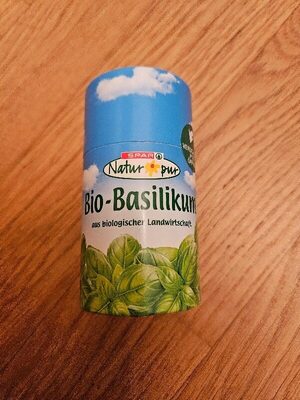 SPAR
Natur pur
Bio-Basilikum
aus biologischer Landwirtschaft